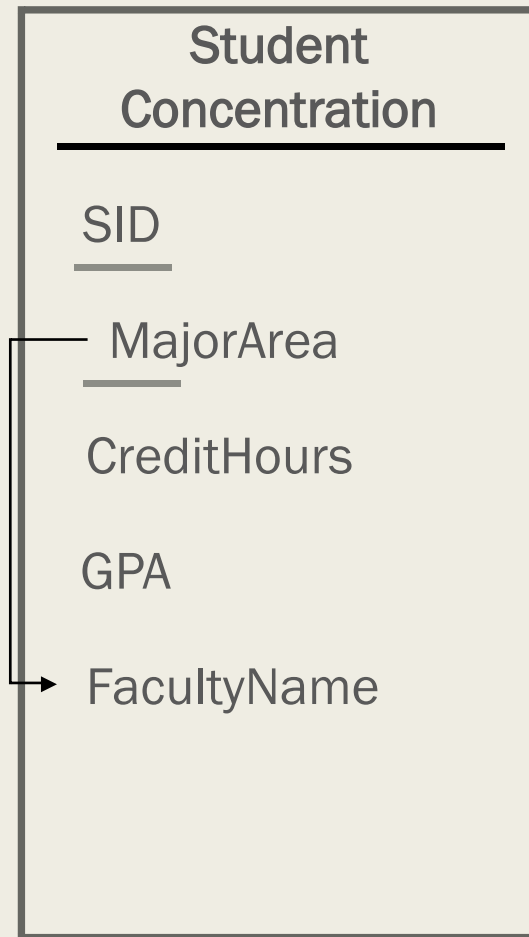 Student
Concentration
SID
MajorArea
CreditHours
GPA
FacultyName